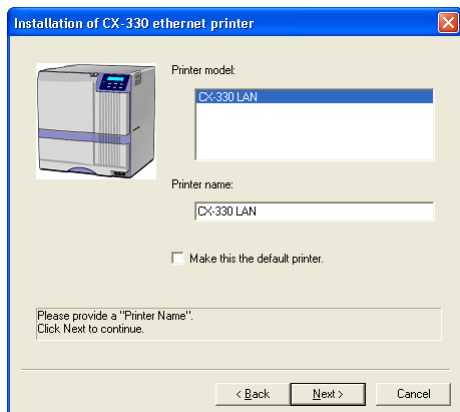 Installation of CX-330 ethernet printer
Printer model:
CX-330 LAN
Printer name:
CX-330 LAN
Make this the default printer.
Please provide a "Printer Name".
Click Next to continue.
< Back
Next >
Cancel